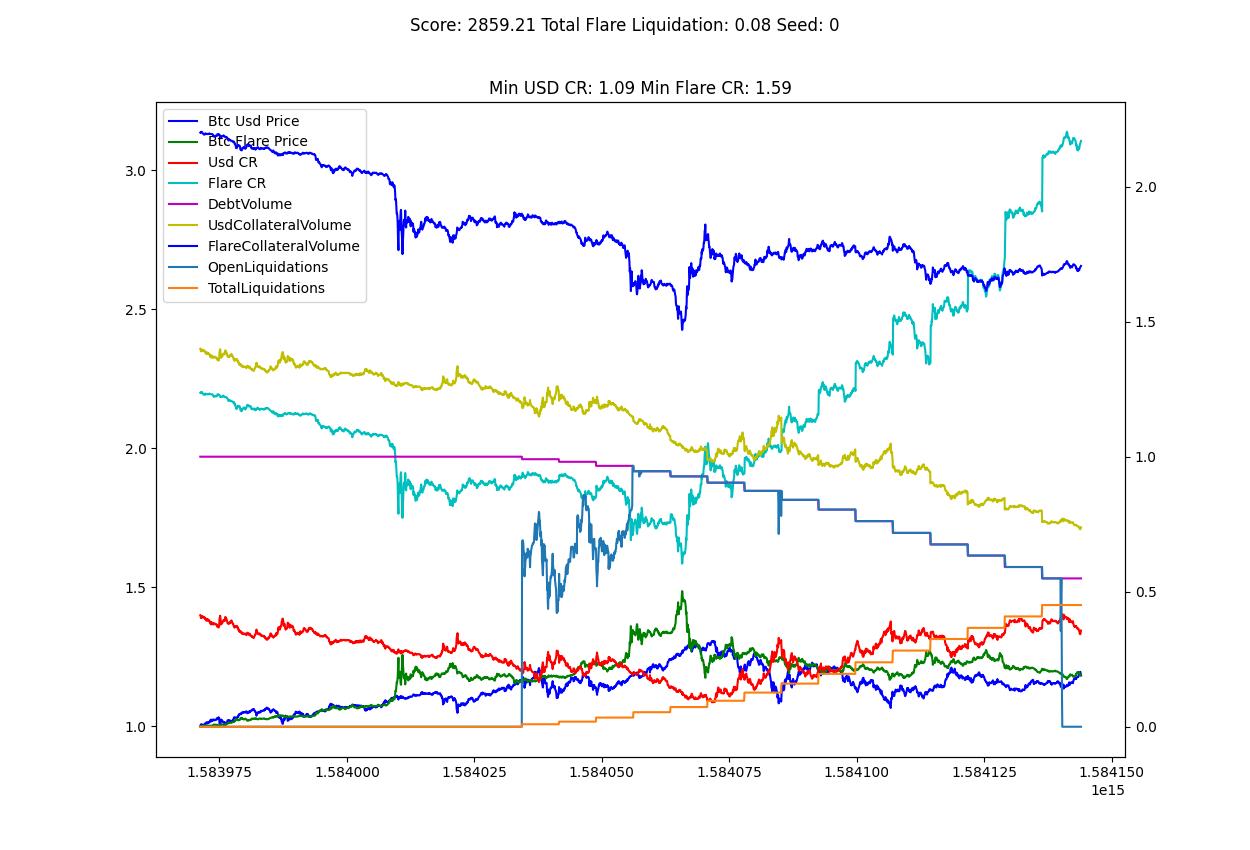 Score: 2859.21 Total Flare Liquidation: 0.08 Seed: 0
Min USD CR: 1.09 Min Flare CR: 1.59
Btc Usd Price
Btc Flare Price
Usd CR
Flare CR
DebtVolume
UsdCollateralVolume
FlareCollateralVolume
OpenLiquidations
TotalLiquidations
3.0
2.5
2.0
1.5
1.0
2.0
1.5
1.0
0.5
0.0
1.583975
1.584000
1.584025
1.584050
1.584075
1.584100
1.584125
1.584150
1e15